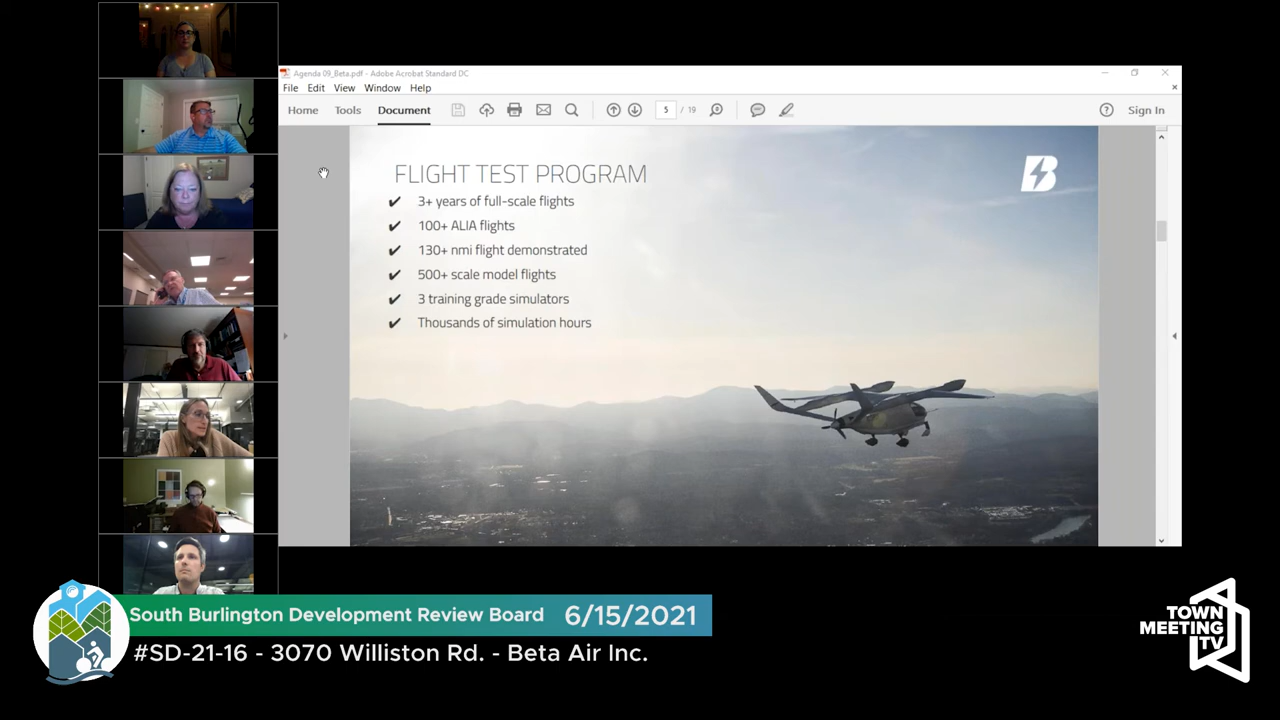 Agenda 09_Beta.pdf - Adobe Acrobat Standard DC
File Edit View Window Help
Home Tools Document 5 / 19 Sign In
FLIGHT TEST PROGRAM
B
✔ 3+ years of full-scale flights
✔ 100+ ALIA flights
✔ 130+ nmi flight demonstrated
✔ 500+ scale model flights
✔ 3 training grade simulators
✔ Thousands of simulation hours
South Burlington Development Review Board 6/15/2021
#SD-21-16 - 3070 Williston Rd. - Beta Air Inc.
TOWN
MEETING
TV